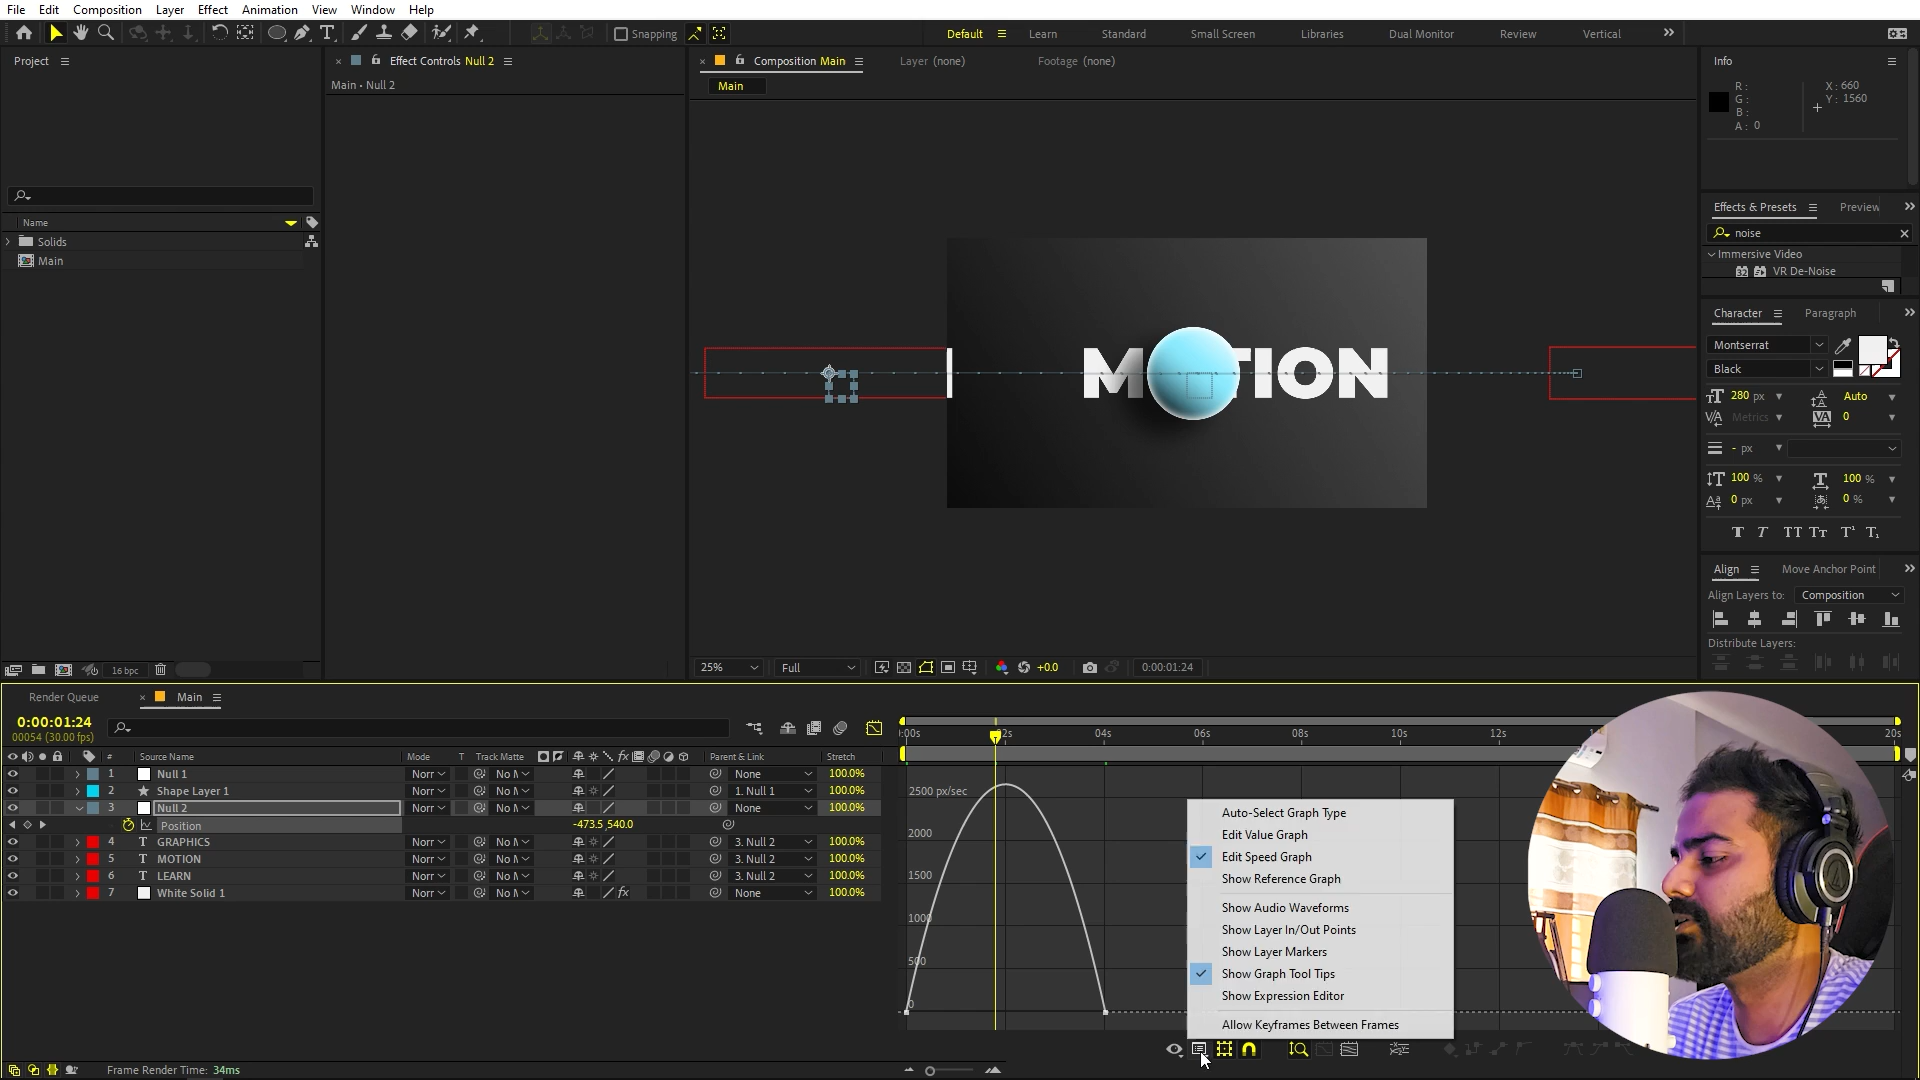 File Edit Composition Layer Effect Animation View Window Help
Snapping
Default Learn Standard Small Screen Libraries Dual Monitor Review Vertical
Project
Effect Controls Null 2
Composition Main
Layer (none)
Footage (none)
Info
Main • Null 2
Main
R:
G:
B:
A: 0
X: 660
Y: 1560
Name
Solids
Main
Effects & Presets
Preview
noise
Immersive Video
VR De-Noise
Character
Paragraph
Montserrat
Black
280 px
Auto
Metrics
0
- px
100 %
100 %
0 px
0 %
MOTION
Align
Move Anchor Point
Align Layers to: Composition
Distribute Layers:
16 bpc
25%
Full
+0.0
0:00:01:24
Render Queue
Main
0:00:01:24
00054 (30.00 fps)
# Source Name Mode T Track Matte fx Parent & Link Stretch
1 Null 1 Norr No None 100.0%
2 Shape Layer 1 Norr No 1. Null 1 100.0%
3 Null 2 Norr No None 100.0%
Position -473.5,540.0
4 T GRAPHICS Norr No 3. Null 2 100.0%
5 T MOTION Norr No 3. Null 2 100.0%
6 T LEARN Norr No 3. Null 2 100.0%
7 White Solid 1 Norr No fx None 100.0%
Frame Render Time: 34ms
:00s 02s 04s 06s 08s 10s 12s 20s
2500 px/sec
2000
1500
1000
500
0
Auto-Select Graph Type
Edit Value Graph
Edit Speed Graph
Show Reference Graph
Show Audio Waveforms
Show Layer In/Out Points
Show Layer Markers
Show Graph Tool Tips
Show Expression Editor
Allow Keyframes Between Frames